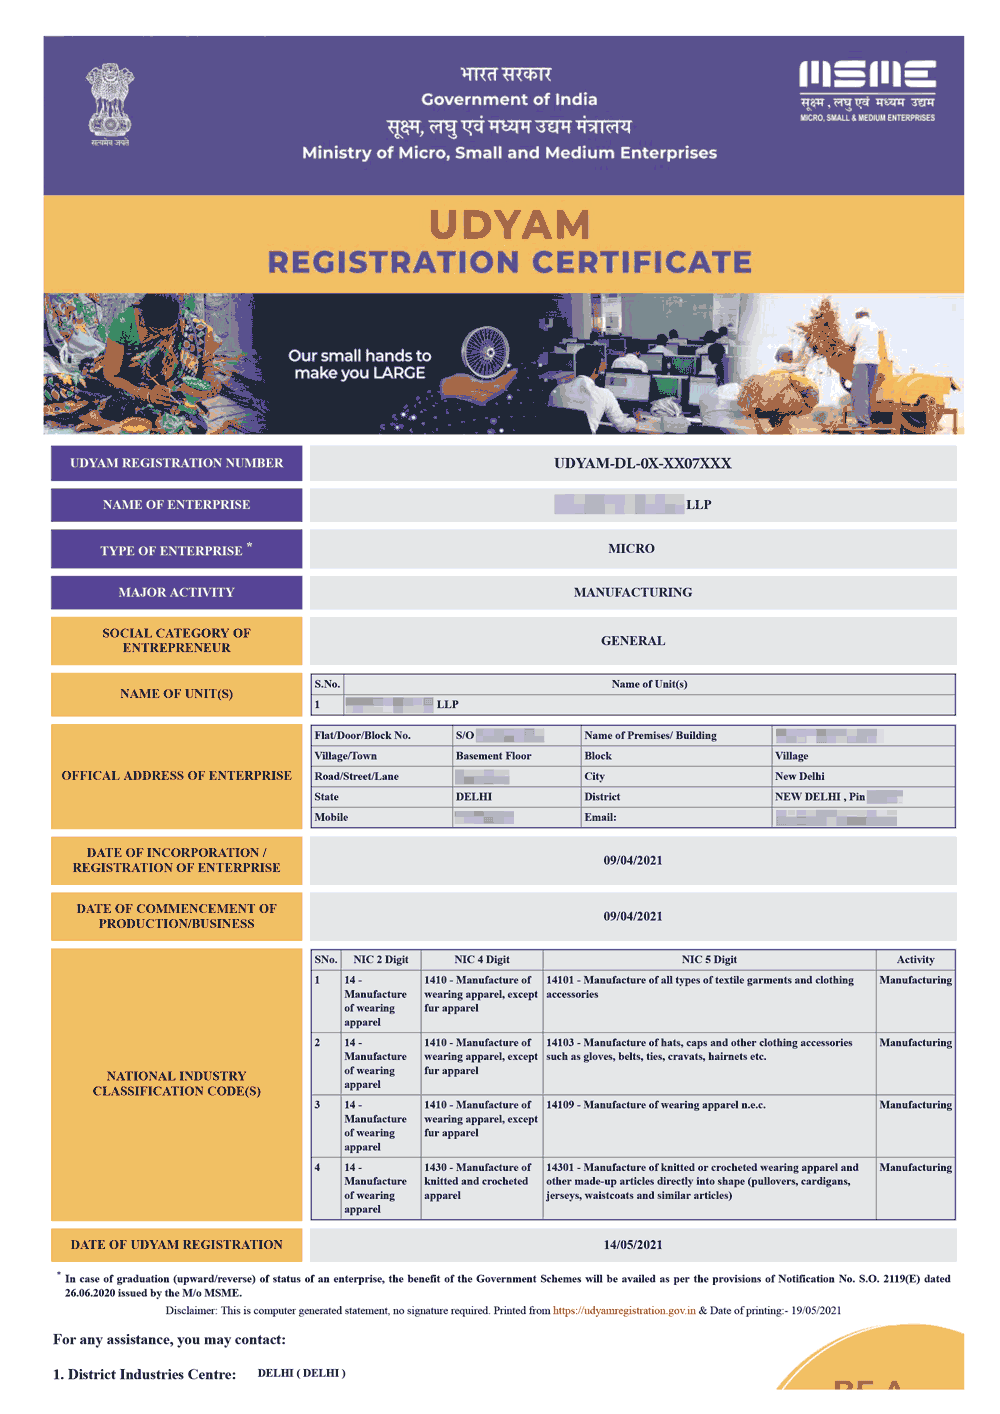 भारत सरकार
Government of India
सूक्ष्म, लघु एवं मध्यम उद्यम मंत्रालय
Ministry of Micro, Small and Medium Enterprises
सत्यमेव जयते
MSME
सूक्ष्म, लघु एवं मध्यम उद्यम
MICRO, SMALL & MEDIUM ENTERPRISES
UDYAM
REGISTRATION CERTIFICATE
Our small hands to
make you LARGE
UDYAM REGISTRATION NUMBER UDYAM-DL-0X-XX07XXX
NAME OF ENTERPRISE LLP
TYPE OF ENTERPRISE * MICRO
MAJOR ACTIVITY MANUFACTURING
SOCIAL CATEGORY OF
ENTREPRENEUR
GENERAL
NAME OF UNIT(S)
S.No. Name of Unit(s)
1 LLP
OFFICAL ADDRESS OF ENTERPRISE
Flat/Door/Block No. S/O Name of Premises/ Building
Village/Town Basement Floor Block Village
Road/Street/Lane City New Delhi
State DELHI District NEW DELHI , Pin
Mobile Email:
DATE OF INCORPORATION /
REGISTRATION OF ENTERPRISE
09/04/2021
DATE OF COMMENCEMENT OF
PRODUCTION/BUSINESS
09/04/2021
NATIONAL INDUSTRY
CLASSIFICATION CODE(S)
SNo. NIC 2 Digit NIC 4 Digit NIC 5 Digit Activity
1 14 - 1410 - Manufacture of 14101 - Manufacture of all types of textile garments and clothing Manufacturing
Manufacture wearing apparel, except accessories
of wearing fur apparel
apparel
2 14 - 1410 - Manufacture of 14103 - Manufacture of hats, caps and other clothing accessories Manufacturing
Manufacture wearing apparel, except such as gloves, belts, ties, cravats, hairnets etc.
of wearing fur apparel
apparel
3 14 - 1410 - Manufacture of 14109 - Manufacture of wearing apparel n.e.c. Manufacturing
Manufacture wearing apparel, except
of wearing fur apparel
apparel
4 14 - 1430 - Manufacture of 14301 - Manufacture of knitted or crocheted wearing apparel and Manufacturing
Manufacture knitted and crocheted other made-up articles directly into shape (pullovers, cardigans,
of wearing apparel jerseys, waistcoats and similar articles)
apparel
DATE OF UDYAM REGISTRATION 14/05/2021
* In case of graduation (upward/reverse) of status of an enterprise, the benefit of the Government Schemes will be availed as per the provisions of Notification No. S.O. 2119(E) dated
26.06.2020 issued by the M/o MSME.
Disclaimer: This is computer generated statement, no signature required. Printed from https://udyamregistration.gov.in & Date of printing:- 19/05/2021
For any assistance, you may contact:
1. District Industries Centre: DELHI ( DELHI )
BE A